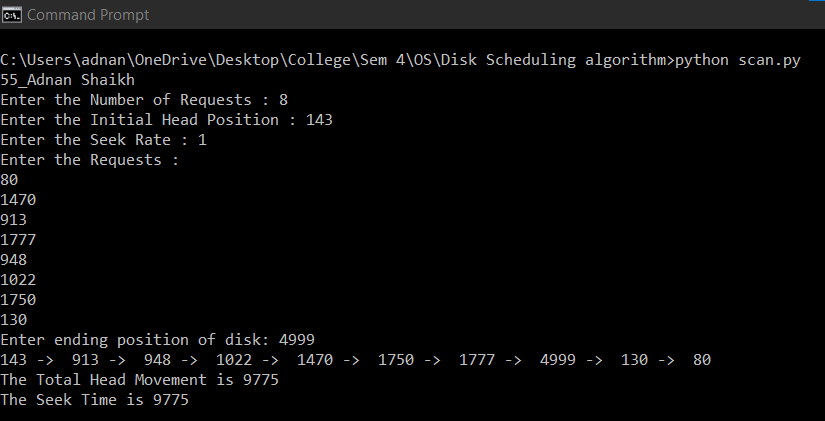 Command Prompt
C:\Users\adnan\OneDrive\Desktop\College\Sem 4\OS\Disk Scheduling algorithm>python scan.py
55_Adnan Shaikh
Enter the Number of Requests : 8
Enter the Initial Head Position : 143
Enter the Seek Rate : 1
Enter the Requests :
80
1470
913
1777
948
1022
1750
130
Enter ending position of disk: 4999
143 ->  913 ->  948 ->  1022 ->  1470 ->  1750 ->  1777 ->  4999 ->  130 ->  80
The Total Head Movement is 9775
The Seek Time is 9775